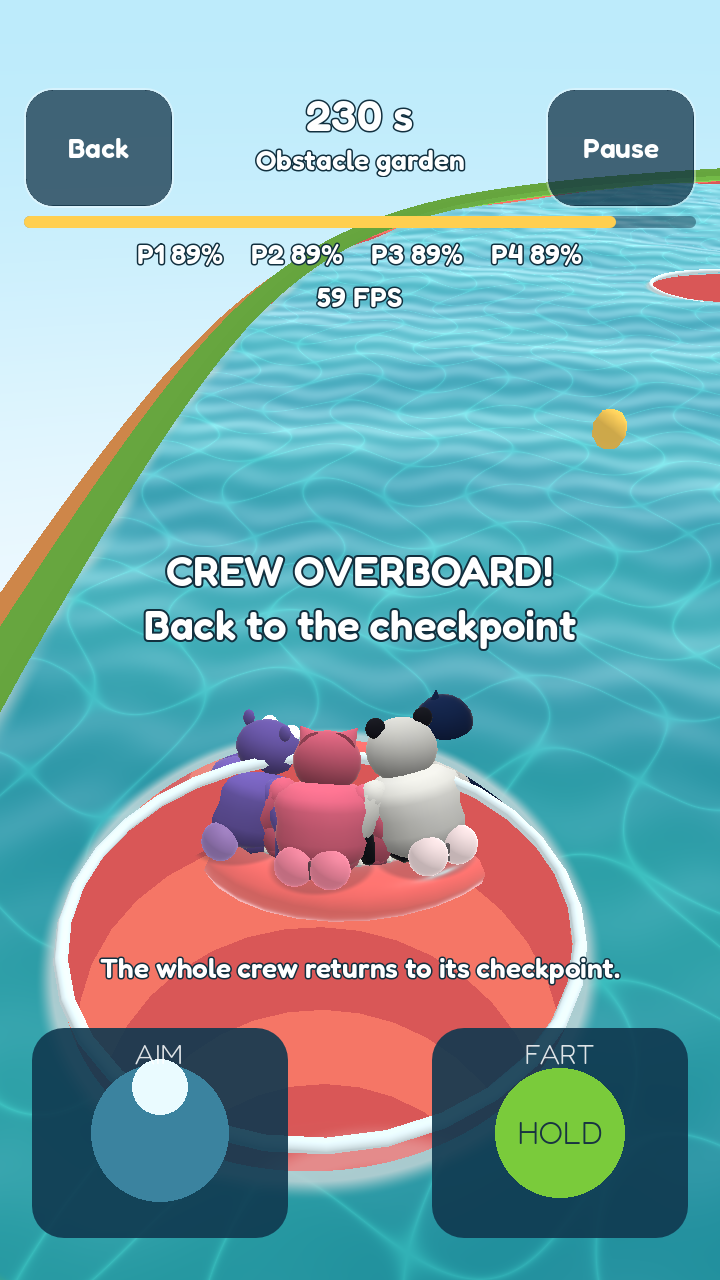 Back
230 s
Obstacle garden
Pause
P1 89% P2 89% P3 89% P4 89%
59 FPS
CREW OVERBOARD!
Back to the checkpoint
The whole crew returns to its checkpoint.
AIM
FART
HOLD